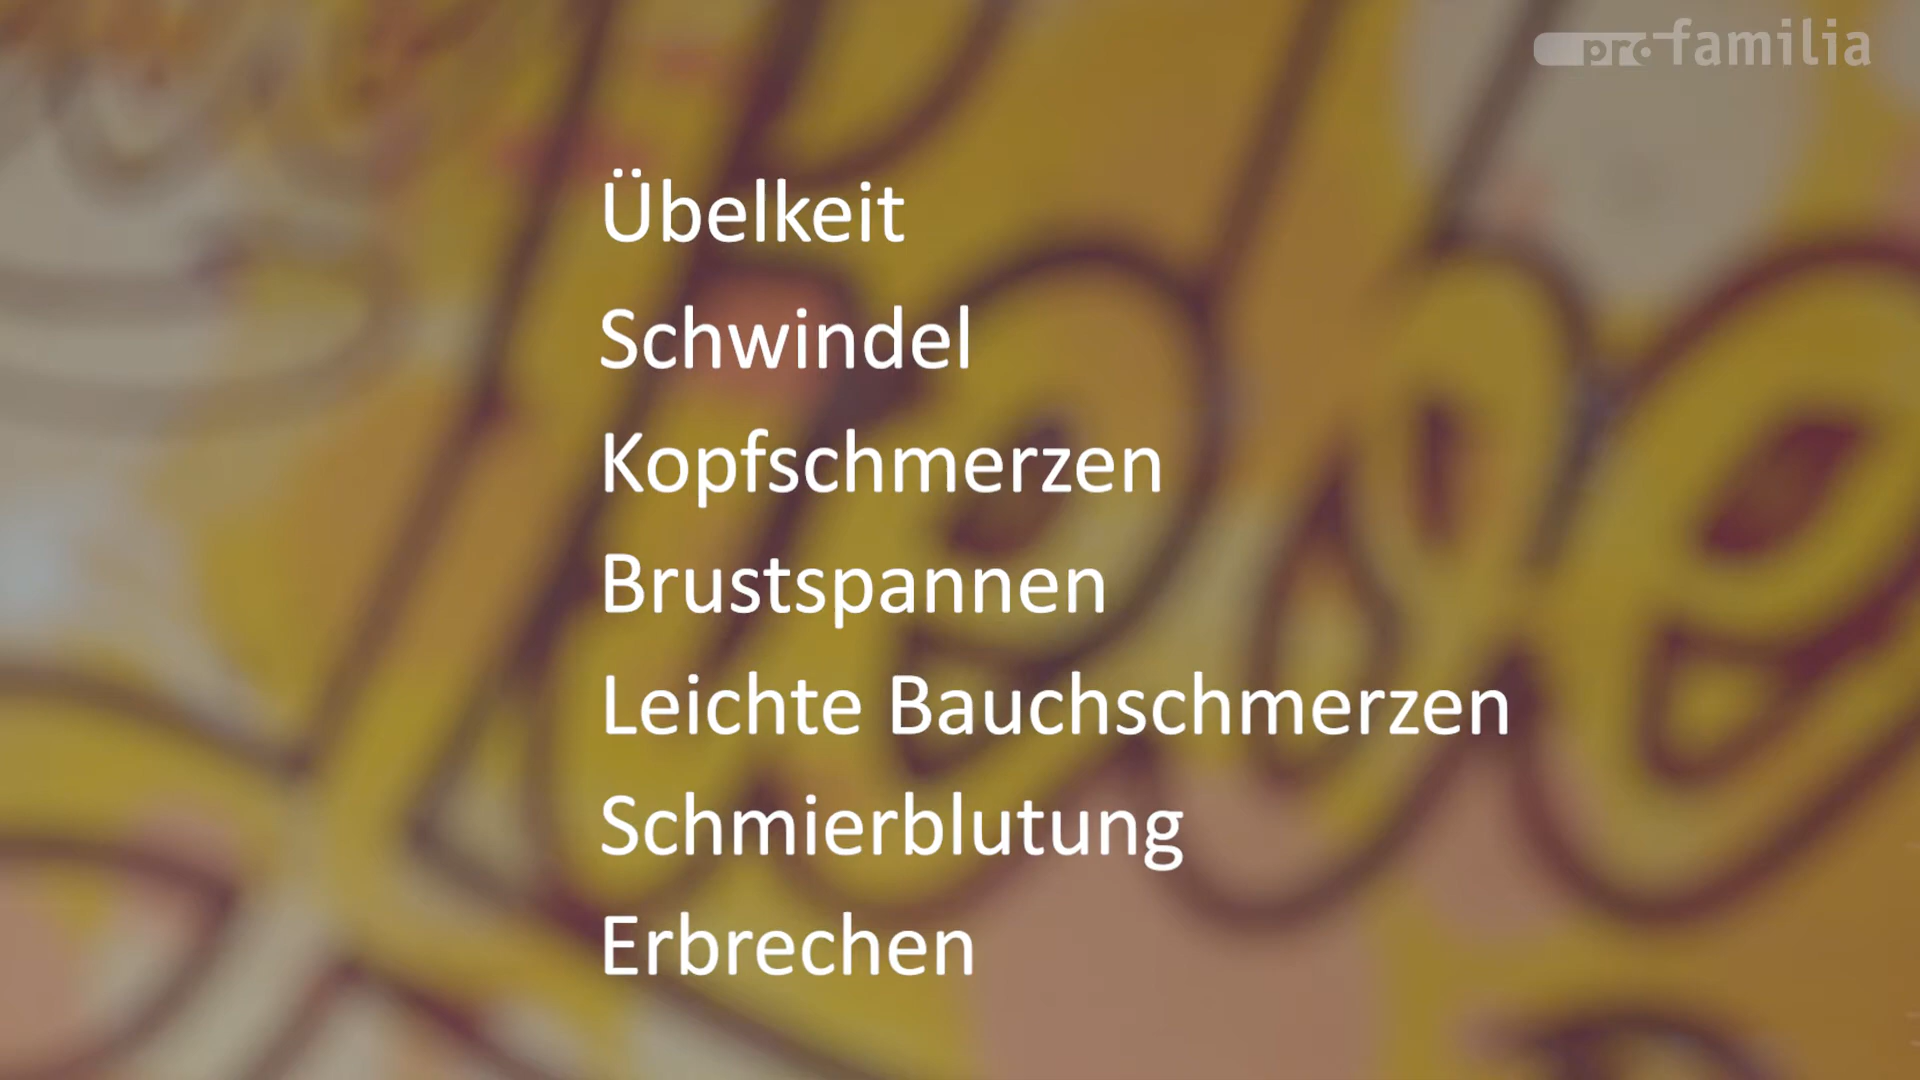 pro familia
Übelkeit
Schwindel
Kopfschmerzen
Brustspannen
Leichte Bauchschmerzen
Schmierblutung
Erbrechen